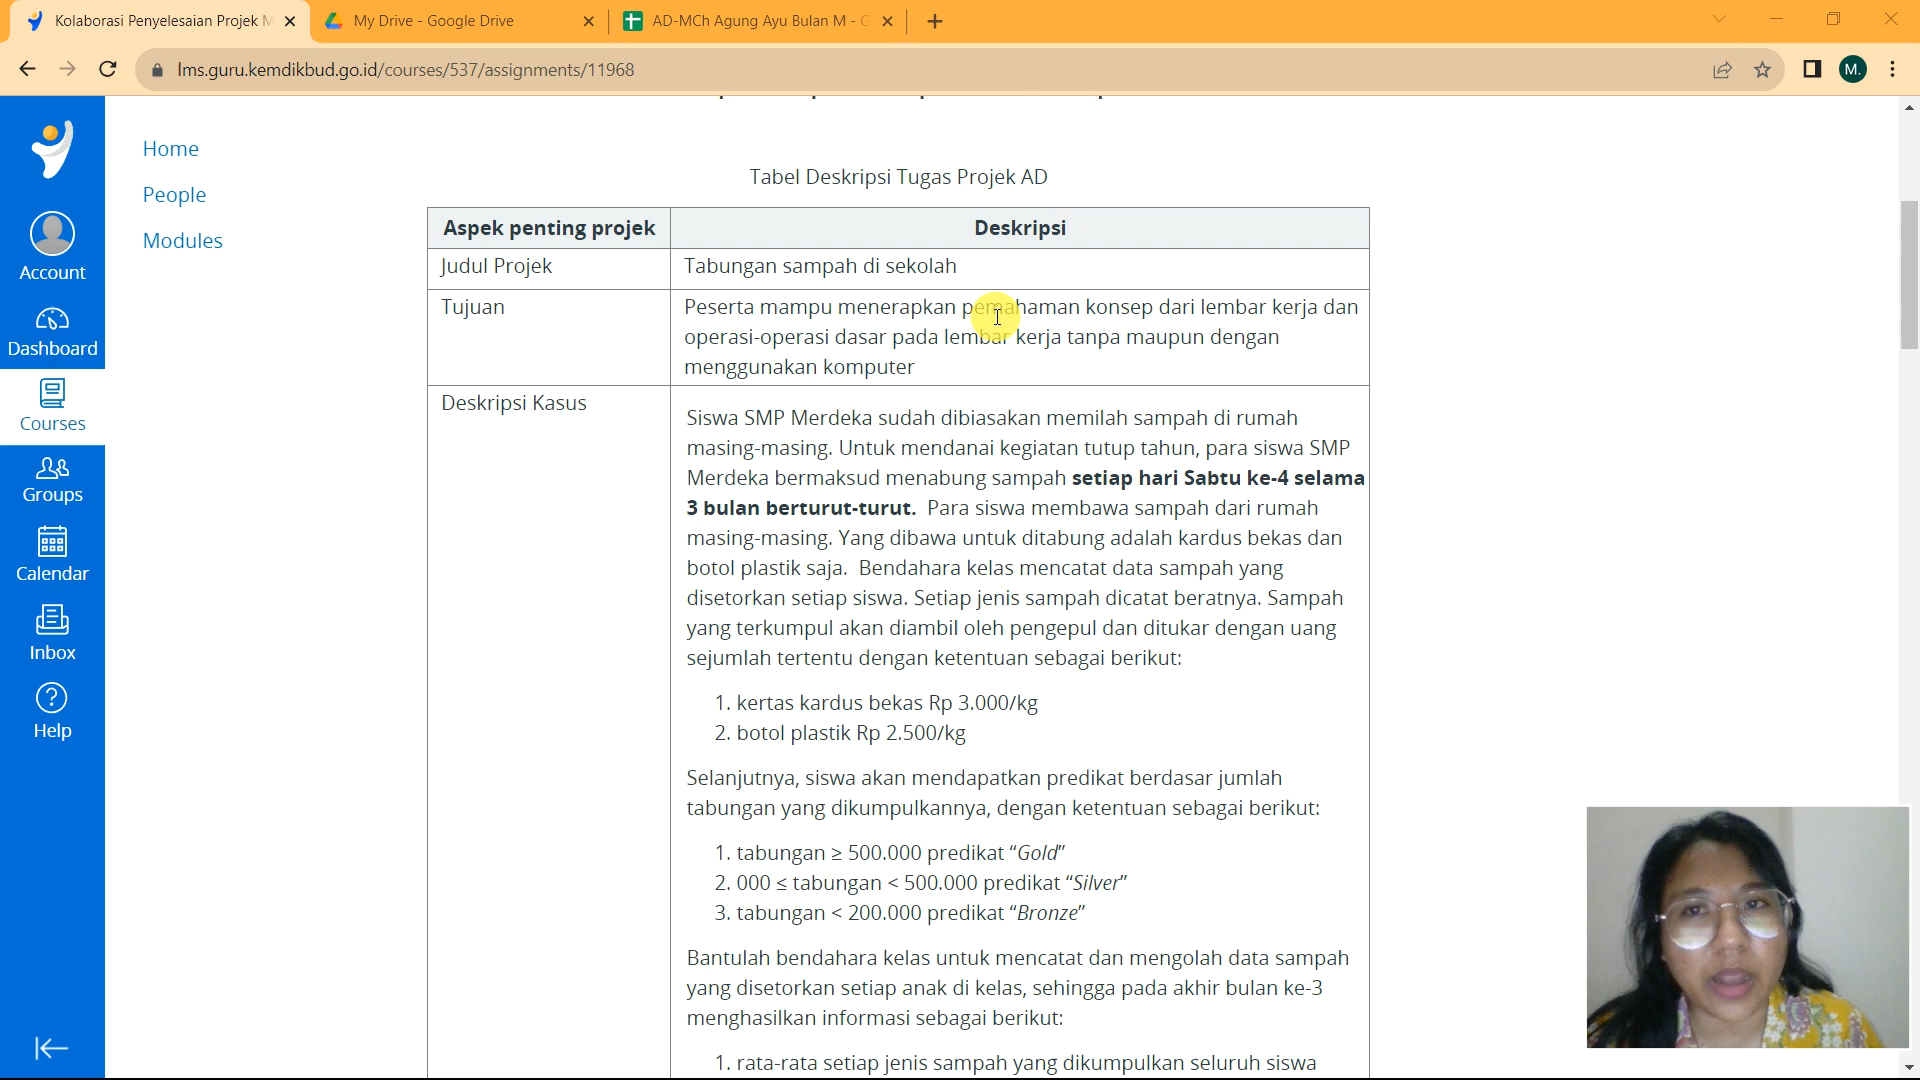 Kolaborasi Penyelesaian Projek M
My Drive - Google Drive
AD-MCh Agung Ayu Bulan M - G
lms.guru.kemdikbud.go.id/courses/537/assignments/11968
M.
Account
Dashboard
Courses
Groups
Calendar
Inbox
Help
Home
People
Modules
Tabel Deskripsi Tugas Projek AD
Aspek penting projek
Deskripsi
Judul Projek
Tabungan sampah di sekolah
Tujuan
Peserta mampu menerapkan pemahaman konsep dari lembar kerja dan
operasi-operasi dasar pada lembar kerja tanpa maupun dengan
menggunakan komputer
Deskripsi Kasus
Siswa SMP Merdeka sudah dibiasakan memilah sampah di rumah
masing-masing. Untuk mendanai kegiatan tutup tahun, para siswa SMP
Merdeka bermaksud menabung sampah setiap hari Sabtu ke-4 selama
3 bulan berturut-turut. Para siswa membawa sampah dari rumah
masing-masing. Yang dibawa untuk ditabung adalah kardus bekas dan
botol plastik saja. Bendahara kelas mencatat data sampah yang
disetorkan setiap siswa. Setiap jenis sampah dicatat beratnya. Sampah
yang terkumpul akan diambil oleh pengepul dan ditukar dengan uang
sejumlah tertentu dengan ketentuan sebagai berikut:
1. kertas kardus bekas Rp 3.000/kg
2. botol plastik Rp 2.500/kg
Selanjutnya, siswa akan mendapatkan predikat berdasar jumlah
tabungan yang dikumpulkannya, dengan ketentuan sebagai berikut:
1. tabungan ≥ 500.000 predikat “Gold”
2. 000 ≤ tabungan < 500.000 predikat “Silver”
3. tabungan < 200.000 predikat “Bronze”
Bantulah bendahara kelas untuk mencatat dan mengolah data sampah
yang disetorkan setiap anak di kelas, sehingga pada akhir bulan ke-3
menghasilkan informasi sebagai berikut:
1. rata-rata setiap jenis sampah yang dikumpulkan seluruh siswa